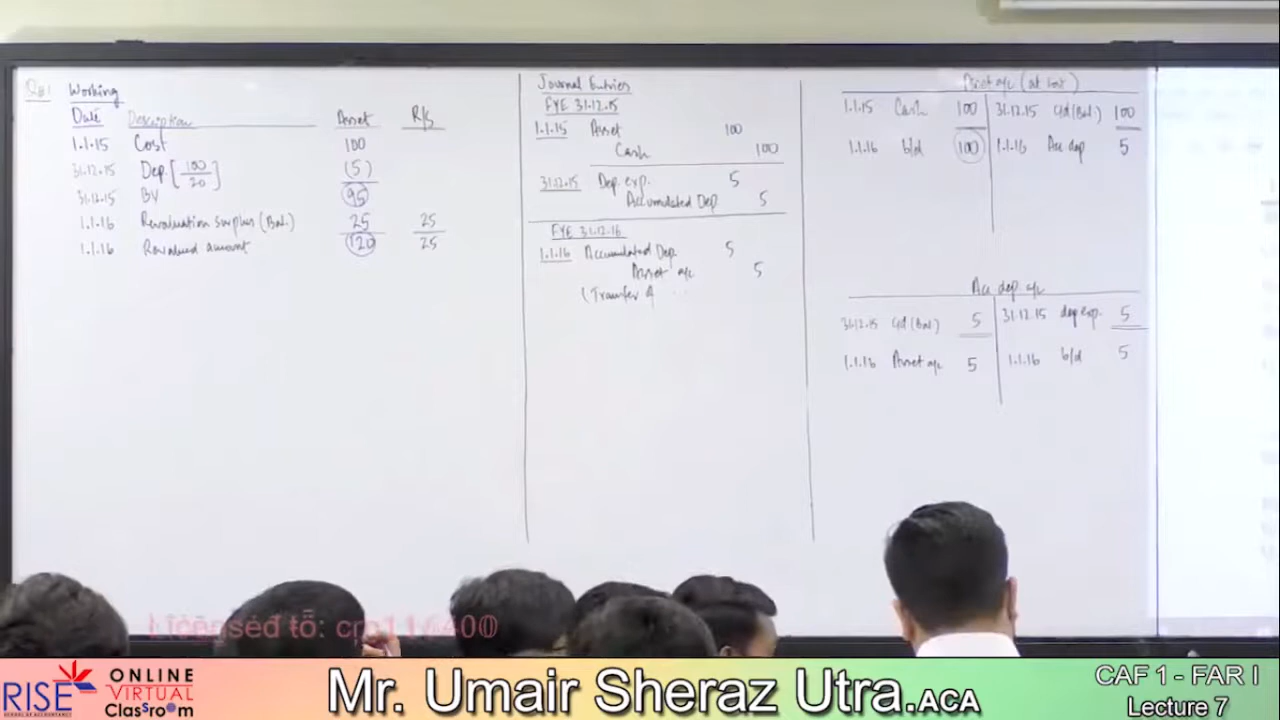 Q#1 Working
Date Description Asset R/S
1.1.15 Cost 100
31.12.15 Dep [100/20] (5)
31.12.15 BV 95
1.1.16 Revaluation surplus (Bal.) 25 25
1.1.16 Revalued amount 120 25
Journal Entries
FYE 31.12.15
1.1.15 Asset 100
Cash 100
31.12.15 Dep exp. 5
Accumulated Dep 5
FYE 31.12.16
1.1.16 Accumulated Dep. 5
Asset a/c 5
(Transfer of
Asset a/c (at cost)
1.1.15 Cash 100 31.12.15 c/d (Bal.) 100
1.1.16 b/d 100 1.1.16 Acc dep 5
Acc dep a/c
31.12.15 c/d (Bal.) 5 31.12.15 dep exp. 5
1.1.16 Asset a/c 5 1.1.16 b/d 5
Licensed to:
RISE
SCHOOL OF ACCOUNTANCY
ONLINE
VIRTUAL
Classroom
Mr. Umair Sheraz Utra.ACA
CAF 1 - FAR I
Lecture 7